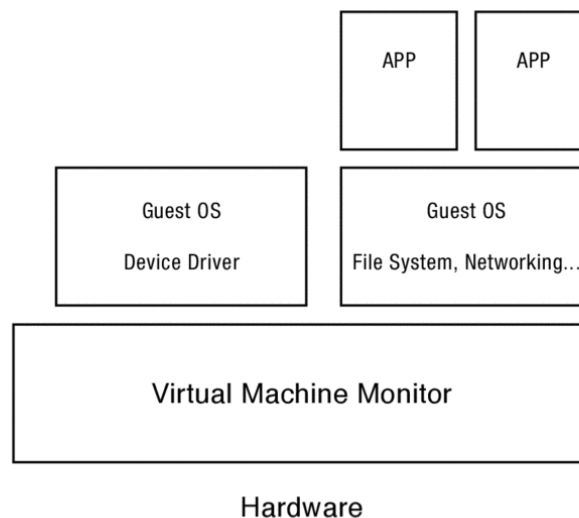 APP
APP
Guest OS
Device Driver
Guest OS
File System, Networking...
Virtual Machine Monitor
Hardware